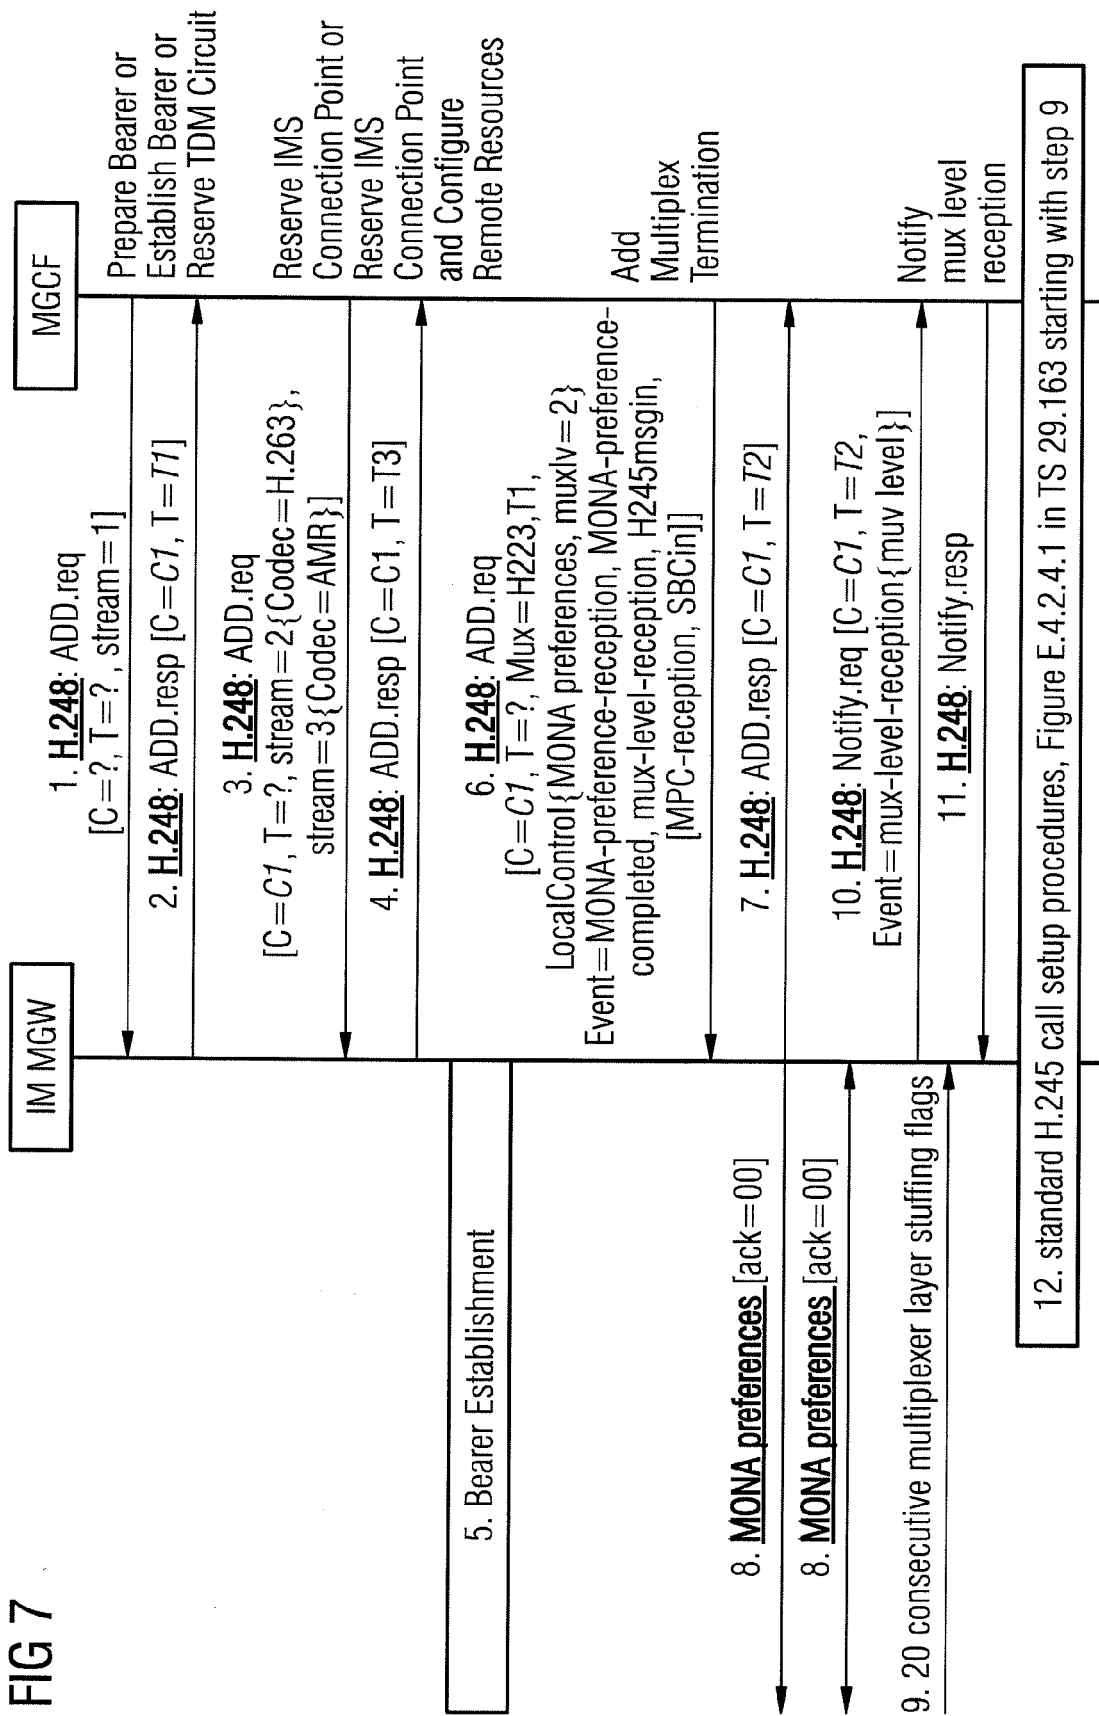 FIG 7
IM MGW
MGCF
1. H.248: ADD.req
[C=?, T=? , stream=1]
Prepare Bearer or
Establish Bearer or
Reserve TDM Circuit
2. H.248: ADD.resp [C=C1, T=T1]
3. H.248: ADD.req
[C=C1, T=?, stream=2{Codec=H.263},
stream=3{Codec=AMR}]
Reserve IMS
Connection Point or
Reserve IMS
Connection Point
and Configure
Remote Resources
4. H.248: ADD.resp [C=C1, T=T3]
5. Bearer Establishment
6. H.248: ADD.req
[C=C1, T=?, Mux=H223,T1,
LocalControl{MONA preferences, muxlv=2}
Event=MONA-preference-reception, MONA-preference-
completed, mux-level-reception, H245msgin,
[MPC-reception, SBCin]]
Add
Multiplex
Termination
7. H.248: ADD.resp [C=C1, T=T2]
8. MONA preferences [ack=00]
8. MONA preferences [ack=00]
9. 20 consecutive multiplexer layer stuffing flags
10. H.248: Notify.req [C=C1, T=T2,
Event=mux-level-reception{muv level}]
Notify
mux level
reception
11. H.248: Notify.resp
12. standard H.245 call setup procedures, Figure E.4.2.4.1 in TS 29.163 starting with step 9